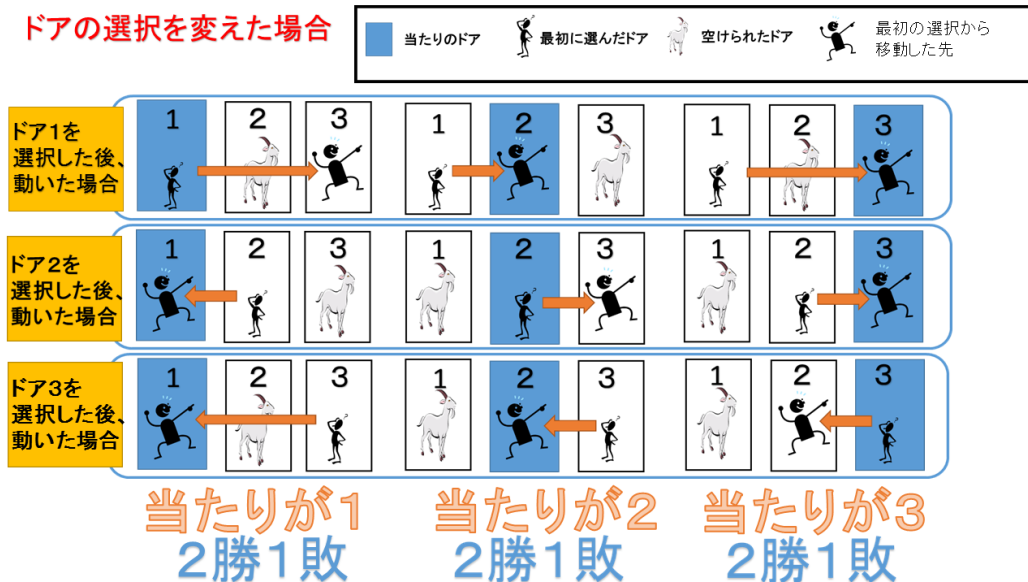 ドアの選択を変えた場合
当たりのドア
最初に選んだドア
空けられたドア
最初の選択から
移動した先
ドア1を
選択した後、
動いた場合
1 2 3
1 2 3
1 2 3
ドア2を
選択した後、
動いた場合
1 2 3
1 2 3
1 2 3
ドア3を
選択した後、
動いた場合
1 2 3
1 2 3
1 2 3
当たりが1
当たりが2
当たりが3
2勝1敗
2勝1敗
2勝1敗